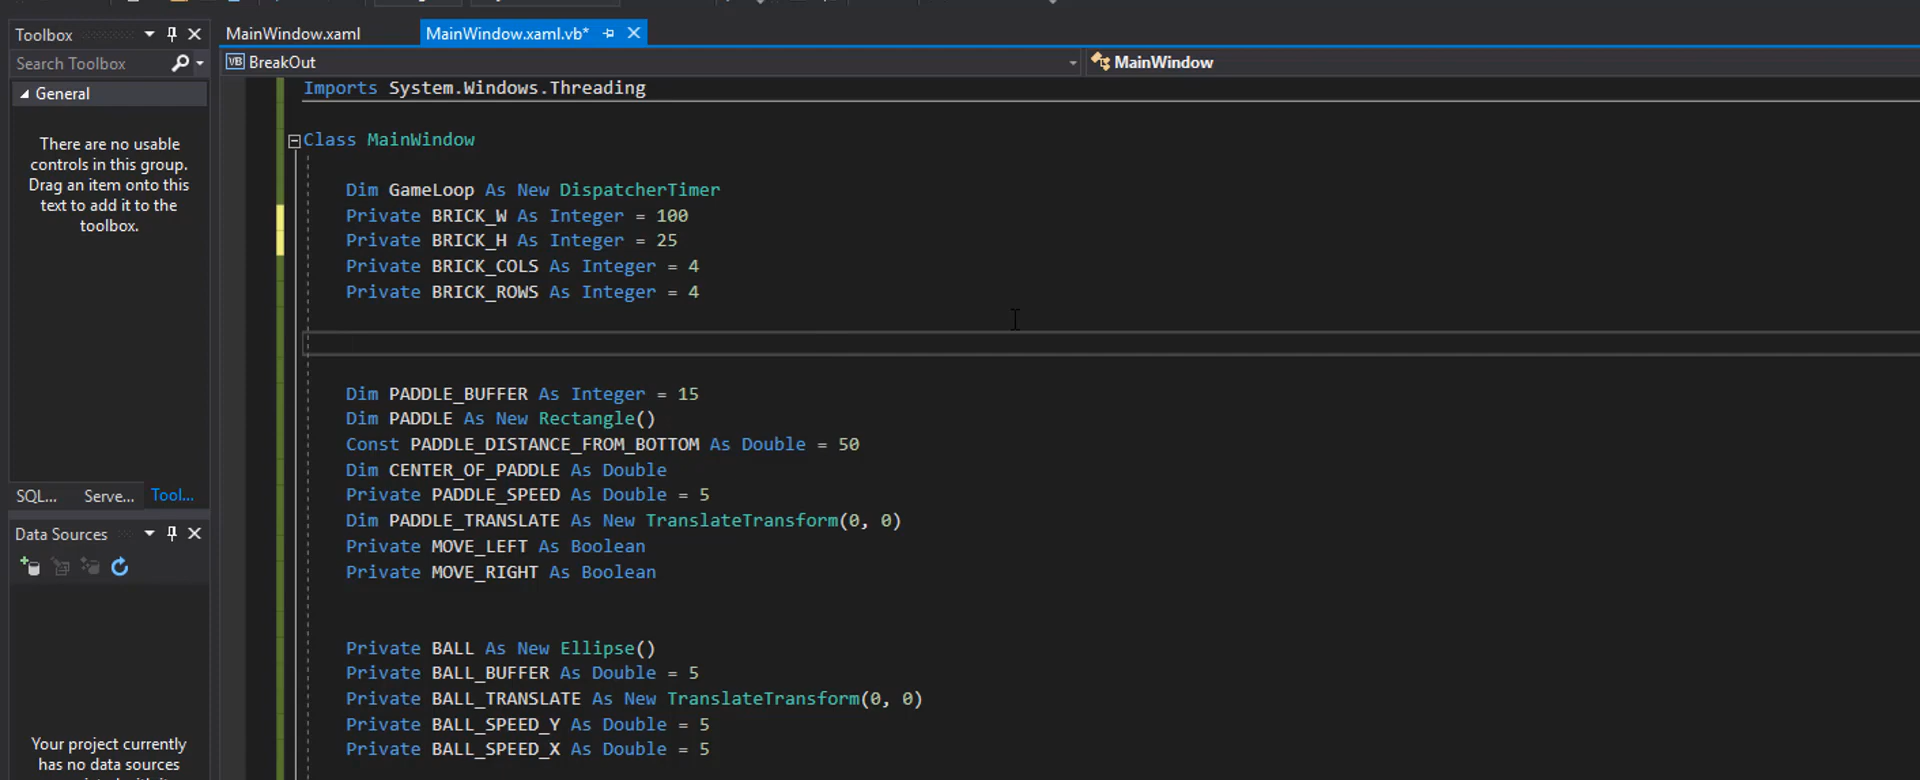 Toolbox
MainWindow.xaml
MainWindow.xaml.vb*
Search Toolbox
BreakOut
MainWindow
General
There are no usable
controls in this group.
Drag an item onto this
text to add it to the
toolbox.
Imports System.Windows.Threading
Class MainWindow
Dim GameLoop As New DispatcherTimer
Private BRICK_W As Integer = 100
Private BRICK_H As Integer = 25
Private BRICK_COLS As Integer = 4
Private BRICK_ROWS As Integer = 4
Dim PADDLE_BUFFER As Integer = 15
Dim PADDLE As New Rectangle()
Const PADDLE_DISTANCE_FROM_BOTTOM As Double = 50
Dim CENTER_OF_PADDLE As Double
Private PADDLE_SPEED As Double = 5
Dim PADDLE_TRANSLATE As New TranslateTransform(0, 0)
Private MOVE_LEFT As Boolean
Private MOVE_RIGHT As Boolean
Private BALL As New Ellipse()
Private BALL_BUFFER As Double = 5
Private BALL_TRANSLATE As New TranslateTransform(0, 0)
Private BALL_SPEED_Y As Double = 5
Private BALL_SPEED_X As Double = 5
SQL... Serve... Tool...
Data Sources
Your project currently
has no data sources